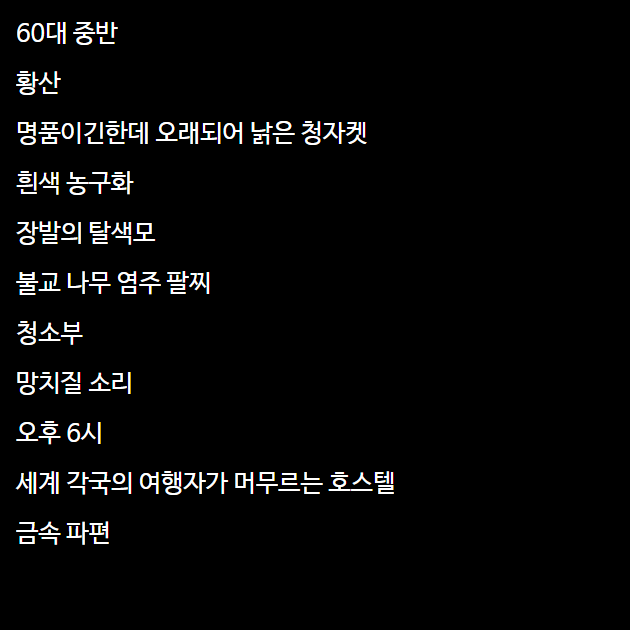 60대 중반
황산
명품이긴한데 오래되어 낡은 청자켓
흰색 농구화
장발의 탈색모
불교 나무 염주 팔찌
청소부
망치질 소리
오후 6시
세계 각국의 여행자가 머무르는 호스텔
금속 파편